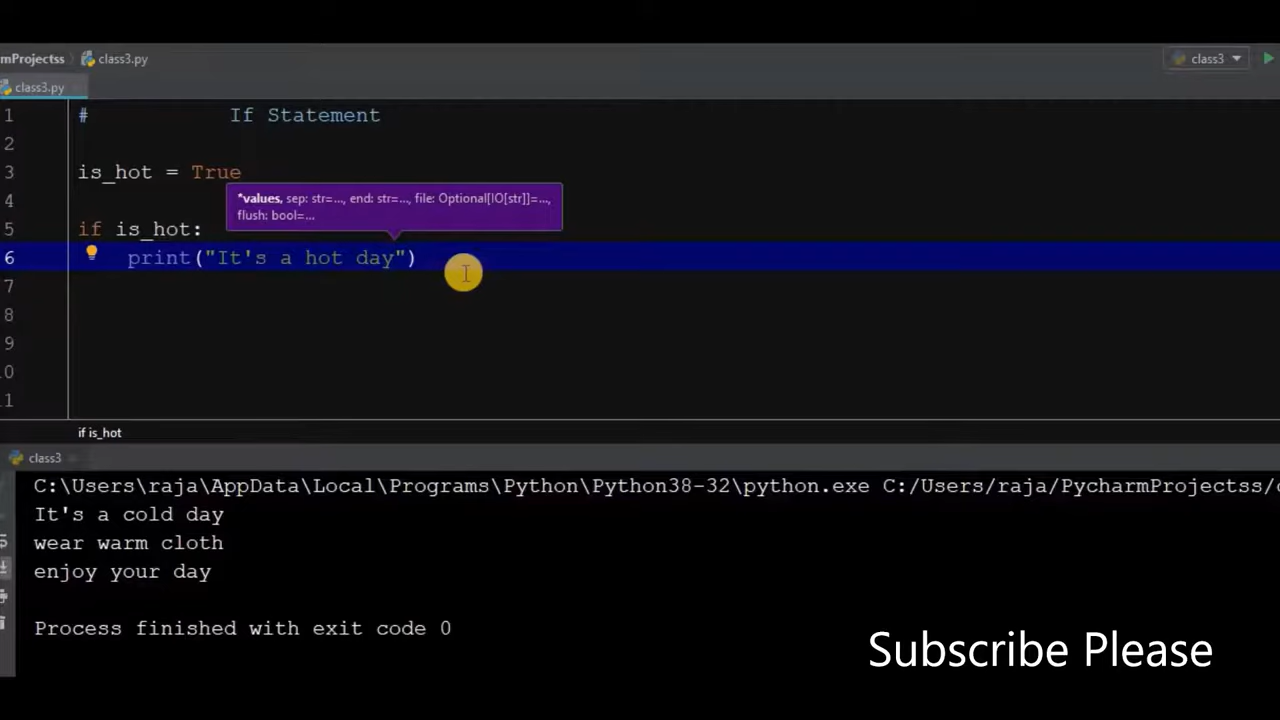 mProjectss class3.py class3
class3.py
1 # If Statement
2
3 is_hot = True
*values, sep: str=..., end: str=..., file: Optional[IO[str]]=...,
flush: bool=...
4
5 if is_hot:
6 print("It's a hot day")
7
8
9
0
1
if is_hot
class3
C:\Users\raja\AppData\Local\Programs\Python\Python38-32\python.exe C:/Users/raja/PycharmProjectss/
It's a cold day
wear warm cloth
enjoy your day
Process finished with exit code 0
Subscribe Please